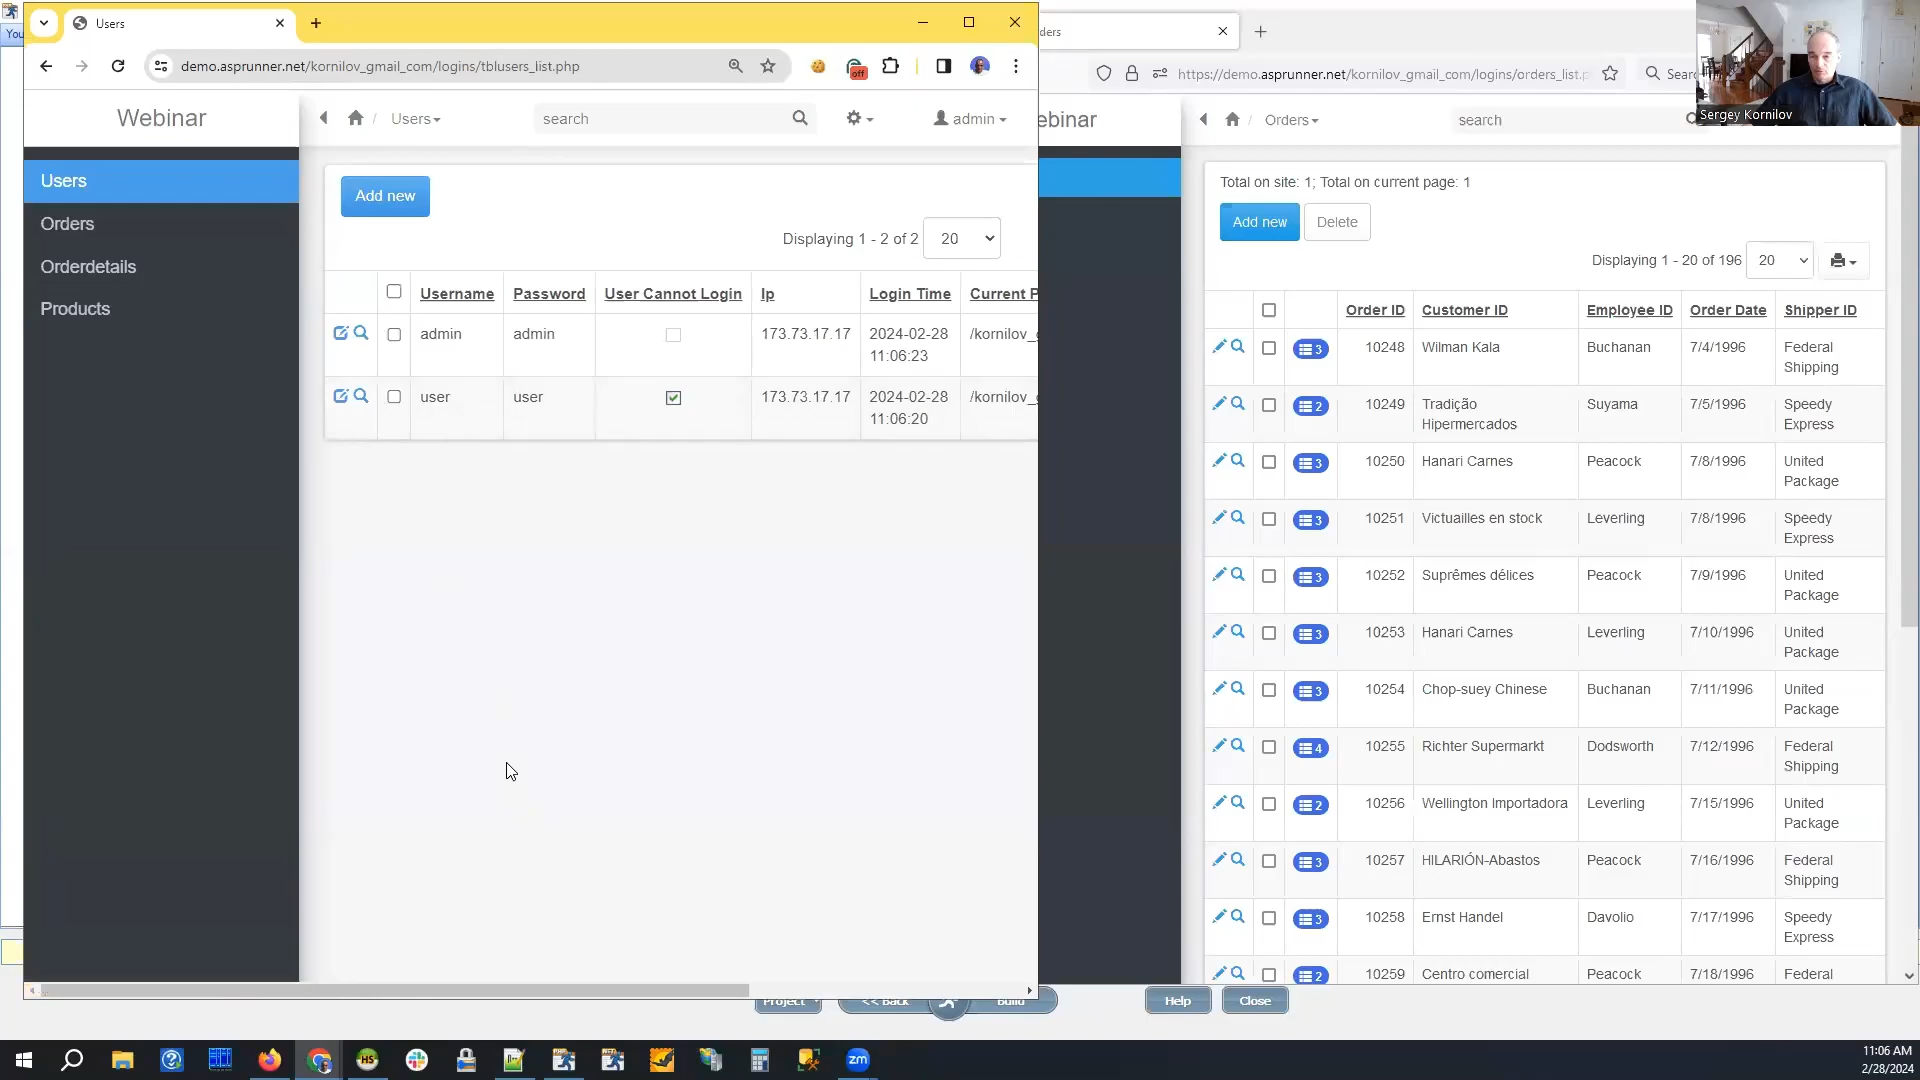 You
Users
demo.asprunner.net/kornilov_gmail_com/logins/tblusers_list.php
off
Webinar
/ Users
search
admin
Users
Orders
Orderdetails
Products
Add new
Displaying 1 - 2 of 2 20
Username Password User Cannot Login Ip Login Time Current P
admin admin 173.73.17.17 2024-02-28 11:06:23 /kornilov_
user user 173.73.17.17 2024-02-28 11:06:20 /kornilov_
ders
https://demo.asprunner.net/kornilov_gmail_com/logins/orders_list.p
Sear
Sergey Kornilov
ebinar
/ Orders
search
Total on site: 1; Total on current page: 1
Add new Delete
Displaying 1 - 20 of 196 20
Order ID Customer ID Employee ID Order Date Shipper ID
3 10248 Wilman Kala Buchanan 7/4/1996 Federal Shipping
2 10249 Tradição Hipermercados Suyama 7/5/1996 Speedy Express
3 10250 Hanari Carnes Peacock 7/8/1996 United Package
3 10251 Victuailles en stock Leverling 7/8/1996 Speedy Express
3 10252 Suprêmes délices Peacock 7/9/1996 United Package
3 10253 Hanari Carnes Leverling 7/10/1996 United Package
3 10254 Chop-suey Chinese Buchanan 7/11/1996 United Package
4 10255 Richter Supermarkt Dodsworth 7/12/1996 Federal Shipping
2 10256 Wellington Importadora Leverling 7/15/1996 United Package
3 10257 HILARIÓN-Abastos Peacock 7/16/1996 Federal Shipping
3 10258 Ernst Handel Davolio 7/17/1996 Speedy Express
2 10259 Centro comercial Peacock 7/18/1996 Federal
Project << Back Build Help Close
HS
zm
11:06 AM
2/28/2024